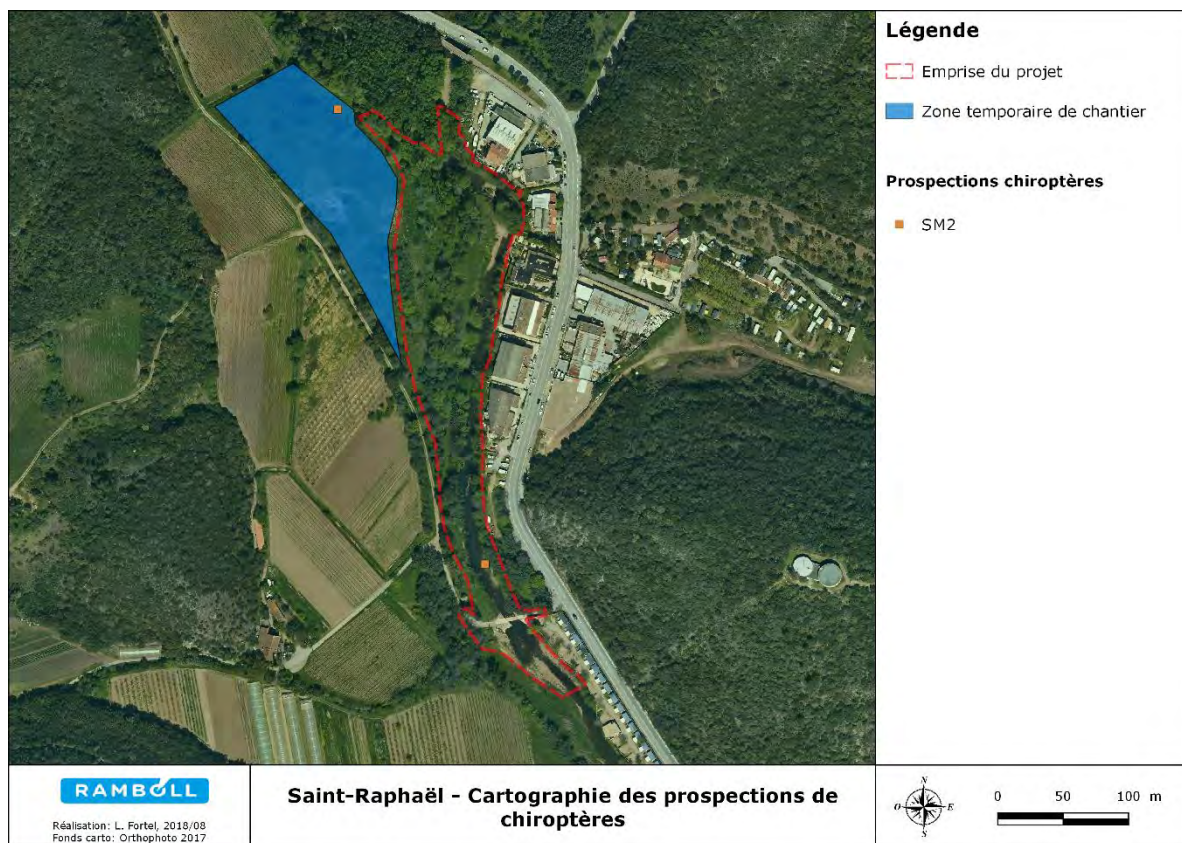 Légende
Emprise du projet
Zone temporaire de chantier
Prospections chiroptères
SM2
RAMBOLL
Réalisation: L. Fortel, 2018/08
Fonds carto: Orthophoto 2017
Saint-Raphaël - Cartographie des prospections de
chiroptères
N
O
E
S
0 50 100 m